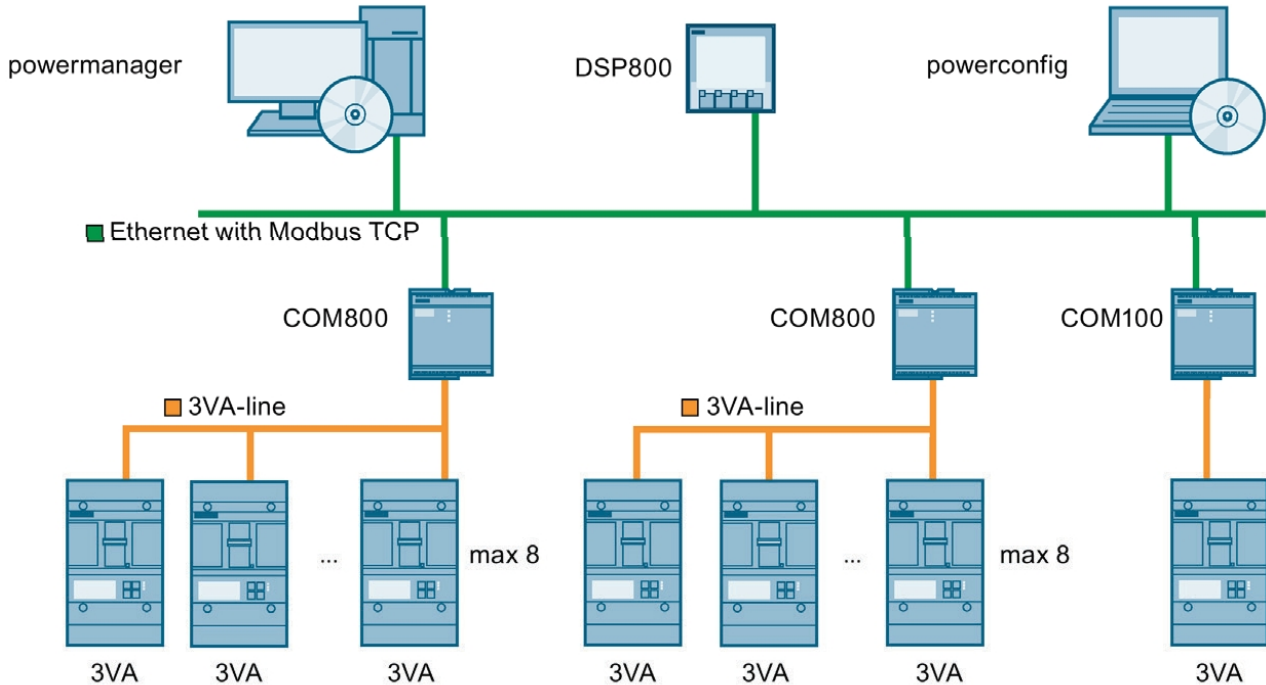 powermanager
DSP800
powerconfig
Ethernet with Modbus TCP
COM800
COM800
COM100
3VA-line
3VA-line
...
max 8
...
max 8
3VA
3VA
3VA
3VA
3VA
3VA
3VA